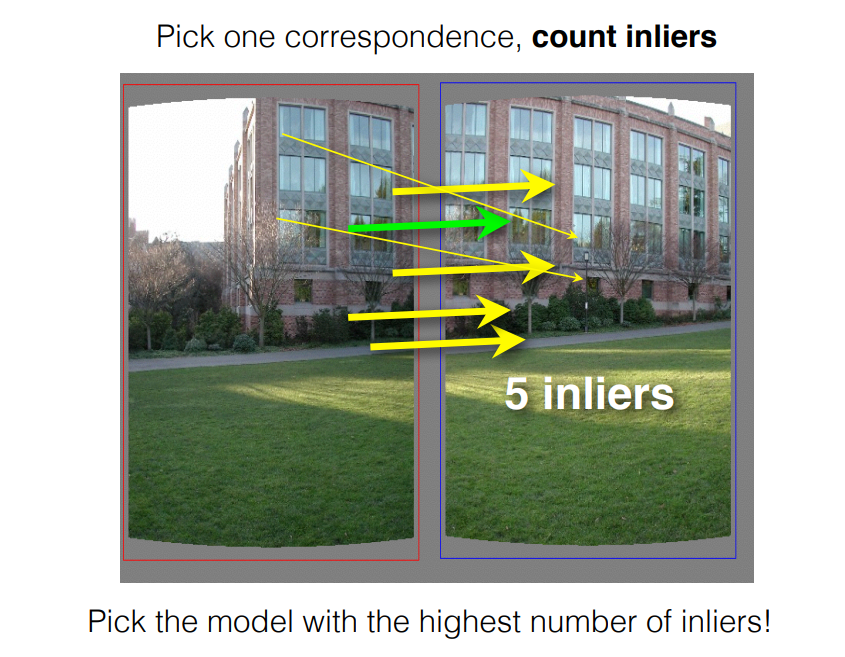 Pick one correspondence, count inliers
5 inliers
Pick the model with the highest number of inliers!